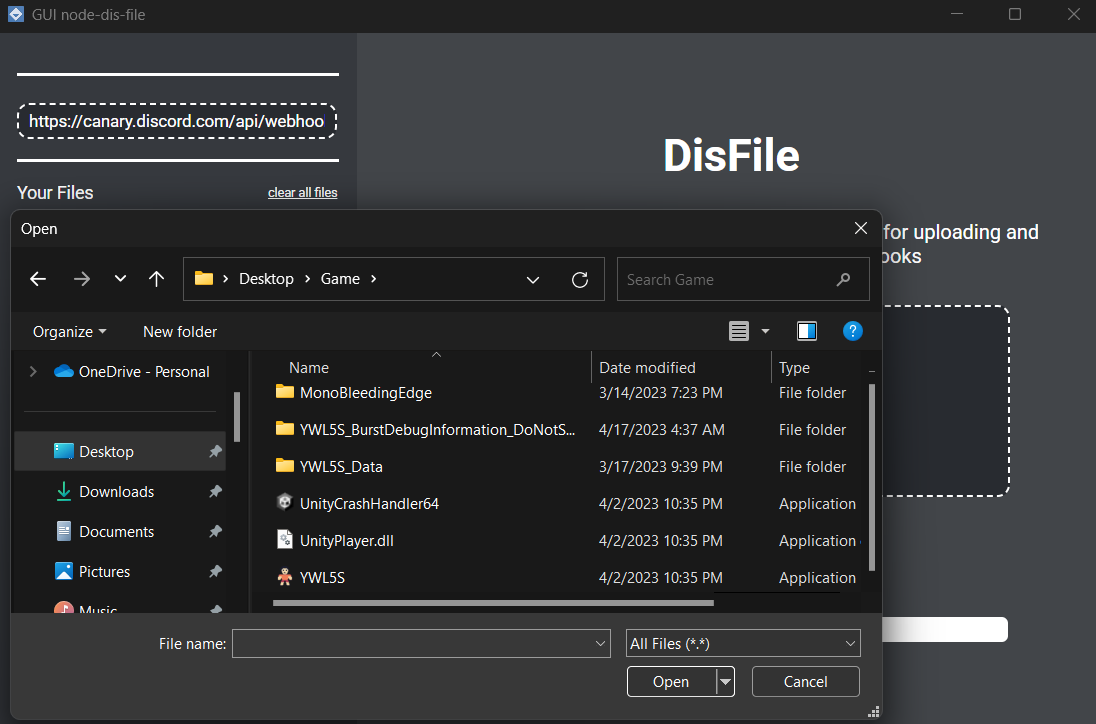 GUI node-dis-file
https://canary.discord.com/api/webhoo
DisFile
Your Files
clear all files
for uploading and
ooks
Open
Desktop
Game
Search Game
Organize
New folder
?
OneDrive - Personal
Desktop
Downloads
Documents
Pictures
Music
Name Date modified Type
MonoBleedingEdge 3/14/2023 7:23 PM File folder
YWL5S_BurstDebugInformation_DoNotS... 4/17/2023 4:37 AM File folder
YWL5S_Data 3/17/2023 9:39 PM File folder
UnityCrashHandler64 4/2/2023 10:35 PM Application
UnityPlayer.dll 4/2/2023 10:35 PM Application
YWL5S 4/2/2023 10:35 PM Application
File name:
All Files (*.*)
Open
Cancel